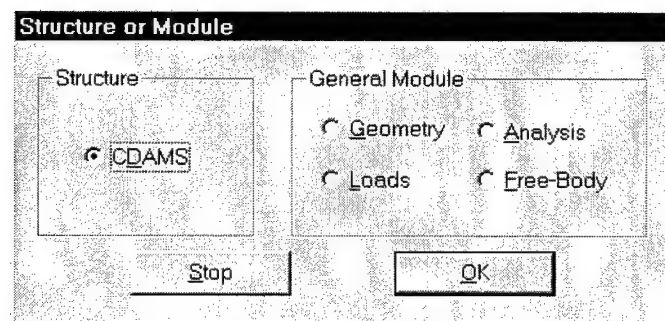 Structure or Module
Structure
General Module
CDAMS
Geometry
Analysis
Loads
Free-Body
Stop
OK